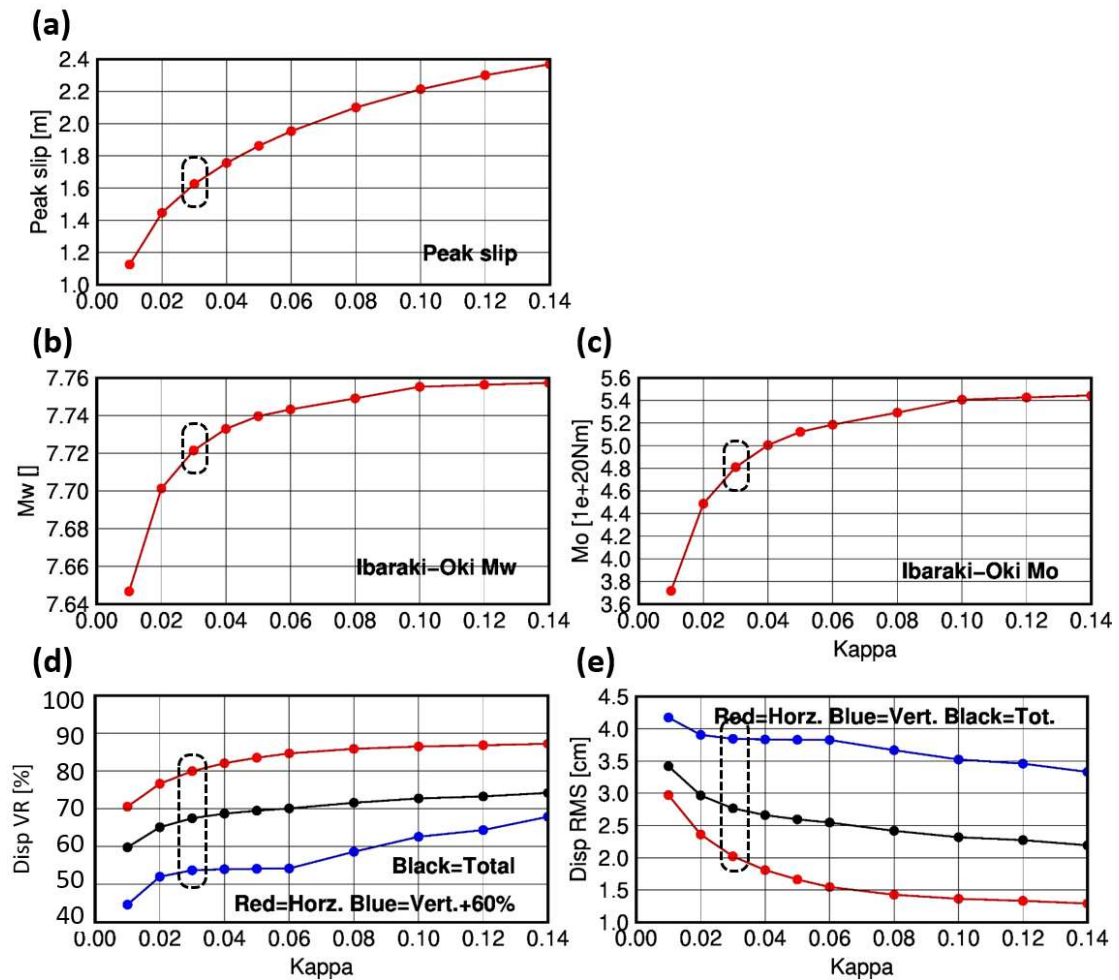 (a)
2.4
2.2
2.0
1.8
1.6
1.4
1.2
1.0
Peak slip [m]
Peak slip
0.00 0.02 0.04 0.06 0.08 0.10 0.12 0.14
(b)
7.76
7.74
7.72
7.70
7.68
7.66
7.64
Mw []
Ibaraki-Oki Mw
0.00 0.02 0.04 0.06 0.08 0.10 0.12 0.14
(c)
5.6
5.4
5.2
5.0
4.8
4.6
4.4
4.2
4.0
3.8
3.6
Mo [1e+20Nm]
Ibaraki-Oki Mo
0.00 0.02 0.04 0.06 0.08 0.10 0.12 0.14
Kappa
(d)
100
90
80
70
60
50
40
Disp VR [%]
Black=Total
Red=Horz. Blue=Vert.+60%
0.00 0.02 0.04 0.06 0.08 0.10 0.12 0.14
Kappa
(e)
5.0
4.5
4.0
3.5
3.0
2.5
2.0
1.5
1.0
Disp RMS [cm]
Red=Horz. Blue=Vert. Black=Tot.
0.00 0.02 0.04 0.06 0.08 0.10 0.12 0.14
Kappa